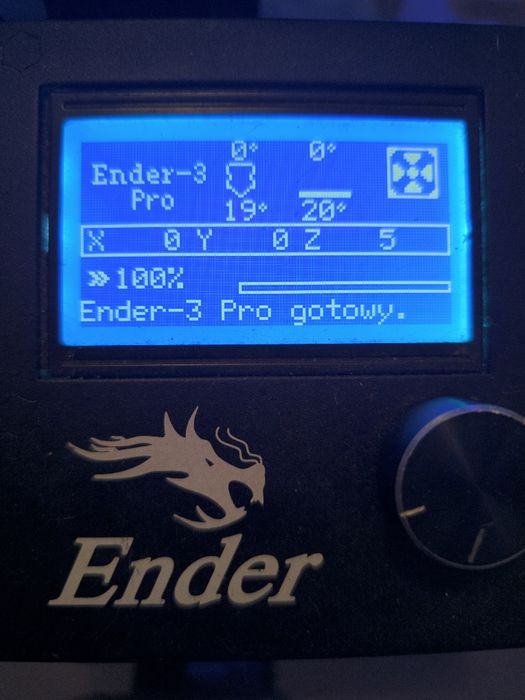 0° 0°
Ender-3
Pro
19° 20°
X 0 Y 0 Z 5
»100%
Ender-3 Pro gotowy.
Ender